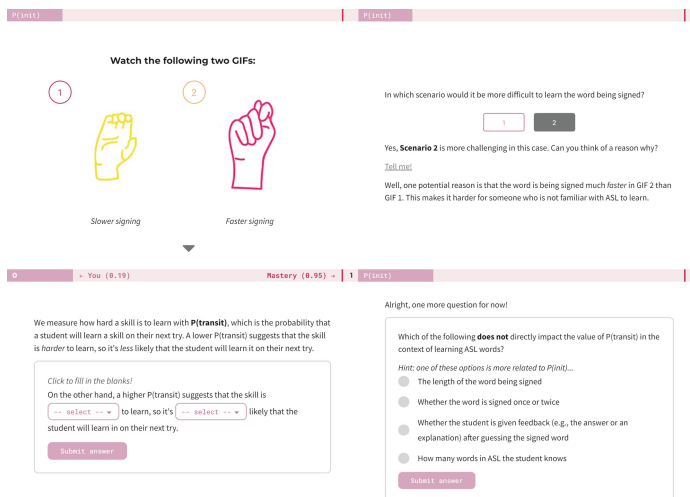 P(init)
Watch the following two GIFs:
1
2
Slower signing
Faster signing
P(init)
In which scenario would it be more difficult to learn the word being signed?
1
2
Yes, Scenario 2 is more challenging in this case. Can you think of a reason why?
Tell me!
Well, one potential reason is that the word is being signed much faster in GIF 2 than
GIF 1. This makes it harder for someone who is not familiar with ASL to learn.
0
← You (0.19)
Mastery (0.95) →
1
We measure how hard a skill is to learn with P(transit), which is the probability that
a student will learn a skill on their next try. A lower P(transit) suggests that the skill
is harder to learn, so it's less likely that the student will learn it on their next try.
Click to fill in the blanks!
On the other hand, a higher P(transit) suggests that the skill is
-- select -- to learn, so it's -- select -- likely that the
student will learn in on their next try.
Submit answer
P(init)
Alright, one more question for now!
Which of the following does not directly impact the value of P(transit) in the
context of learning ASL words?
Hint: one of these options is more related to P(init)...
The length of the word being signed
Whether the word is signed once or twice
Whether the student is given feedback (e.g., the answer or an
explanation) after guessing the signed word
How many words in ASL the student knows
Submit answer